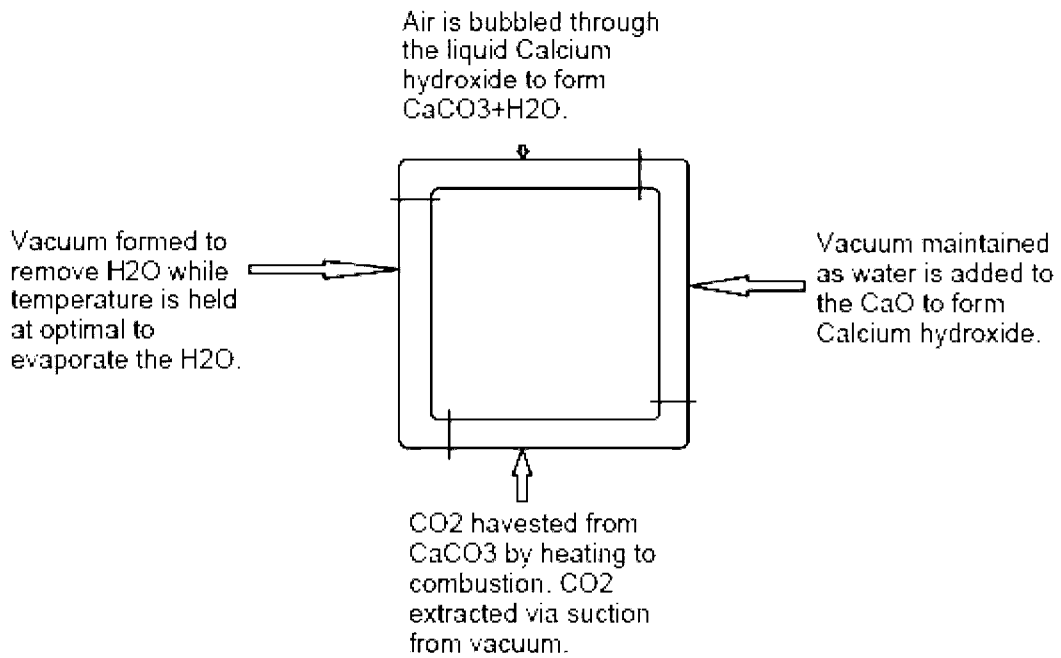 Air is bubbled through
the liquid Calcium
hydroxide to form
CaCO3+H2O.
Vacuum formed to
remove H2O while
temperature is held
at optimal to
evaporate the H2O.
Vacuum maintained
as water is added to
the CaO to form
Calcium hydroxide.
CO2 havested from
CaCO3 by heating to
combustion. CO2
extracted via suction
from vacuum.